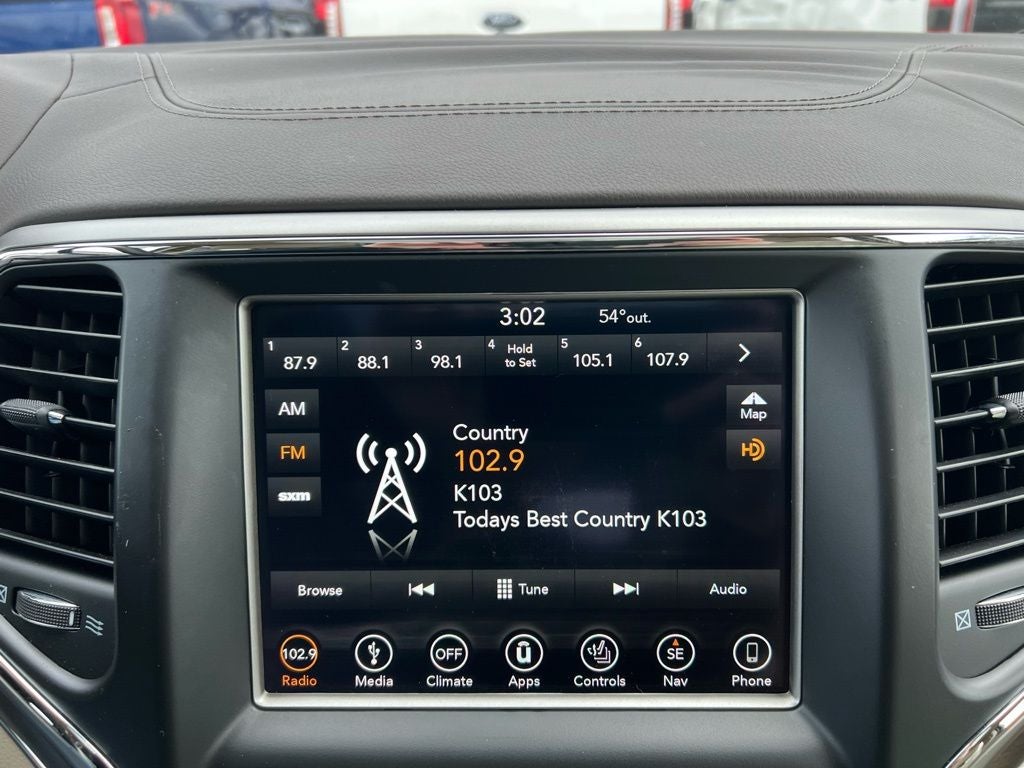 3:02 54°out.
1 87.9 2 88.1 3 98.1 4 Hold to Set 5 105.1 6 107.9
AM
Map
FM
HD
sxm
Country
102.9
K103
Todays Best Country K103
Browse Tune Audio
102.9 OFF ü SE
Radio Media Climate Apps Controls Nav Phone